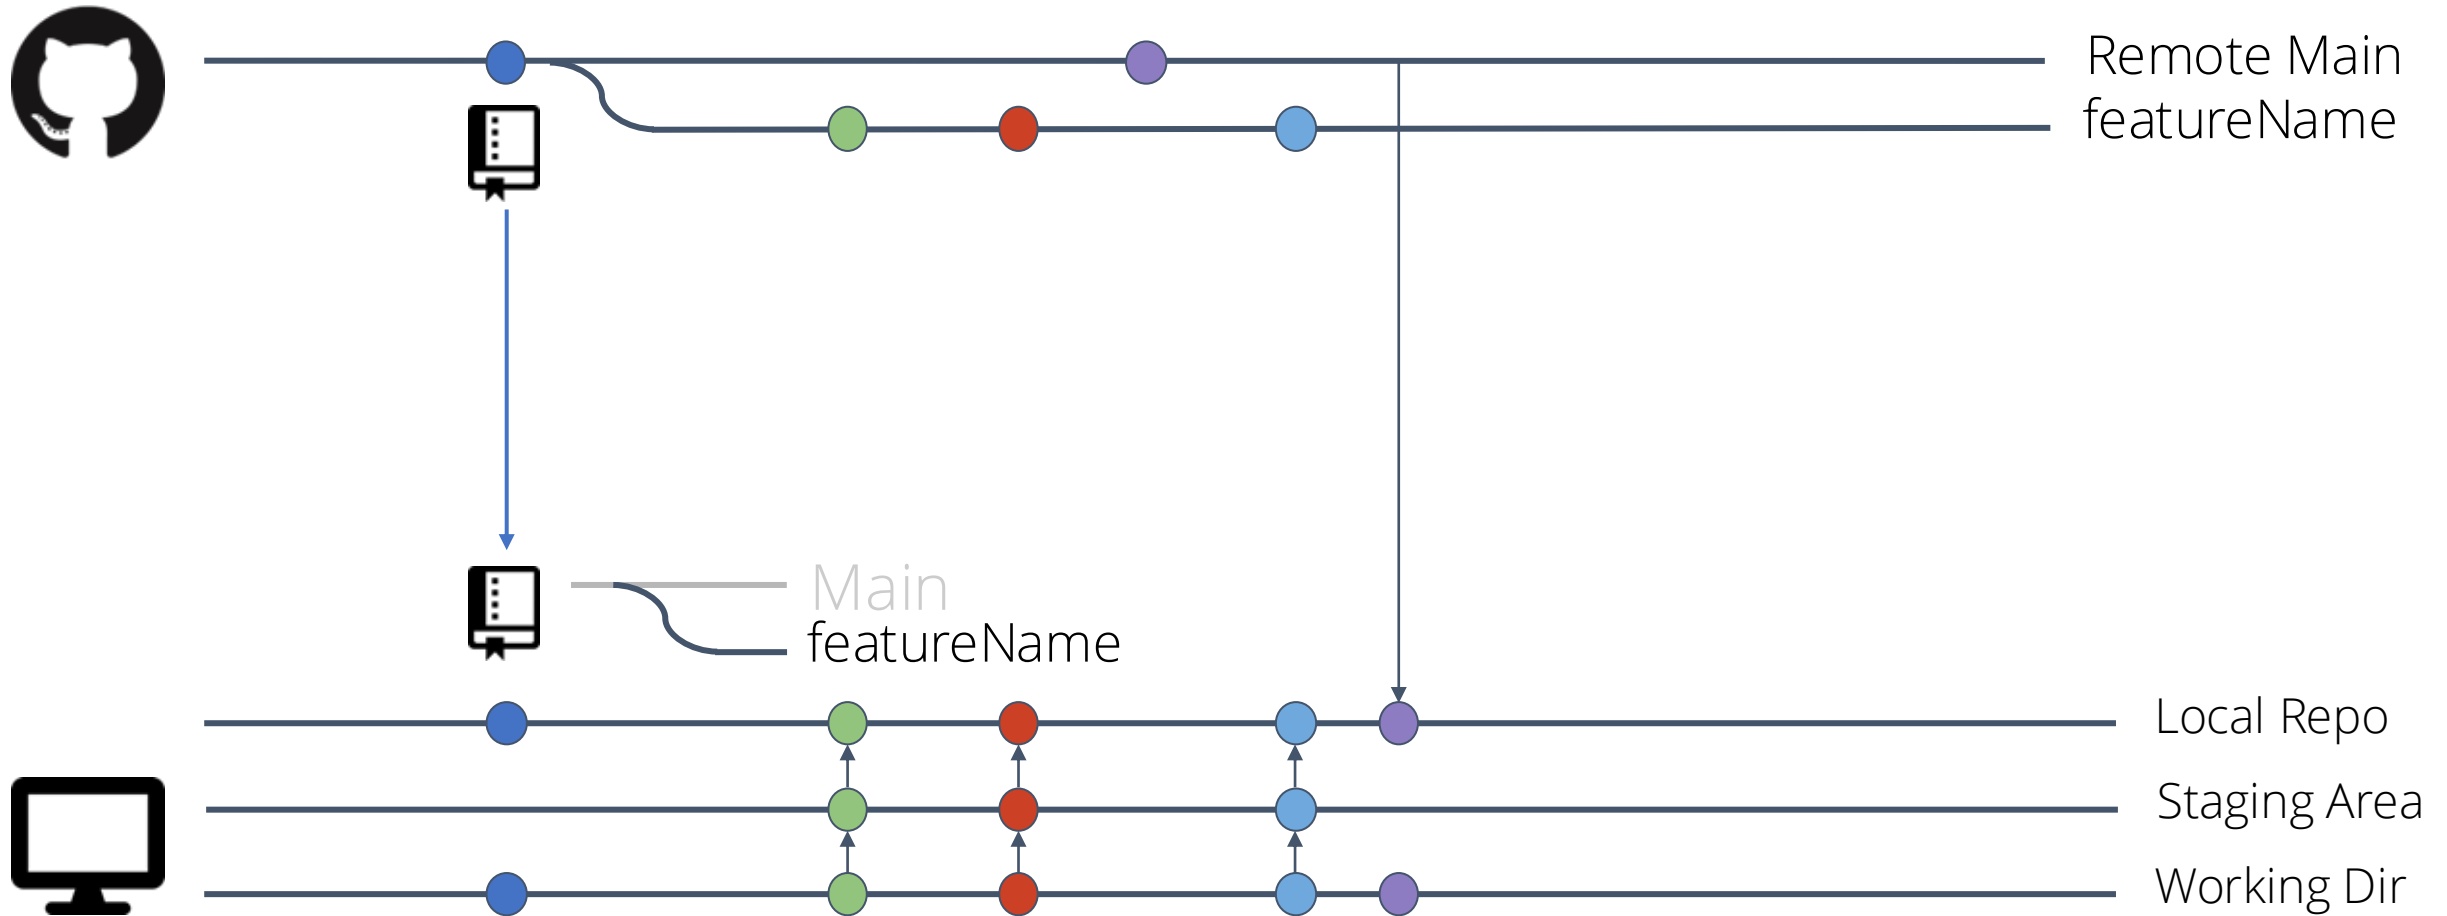 Remote Main
featureName
Main
featureName
Local Repo
Staging Area
Working Dir